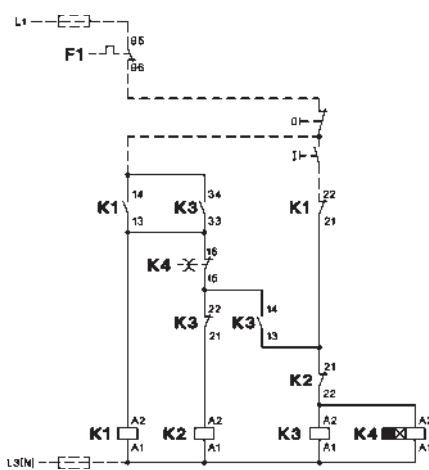 L1
95
F1
96
0
I
14 34 22
K1 K3 K1
13 33 21
16
K4
15
22 14
K3 K3
21 13
21
K2
22
A2 A2 A2 A2
K1 K2 K3 K4
A1 A1 A1 A1
L3[N]